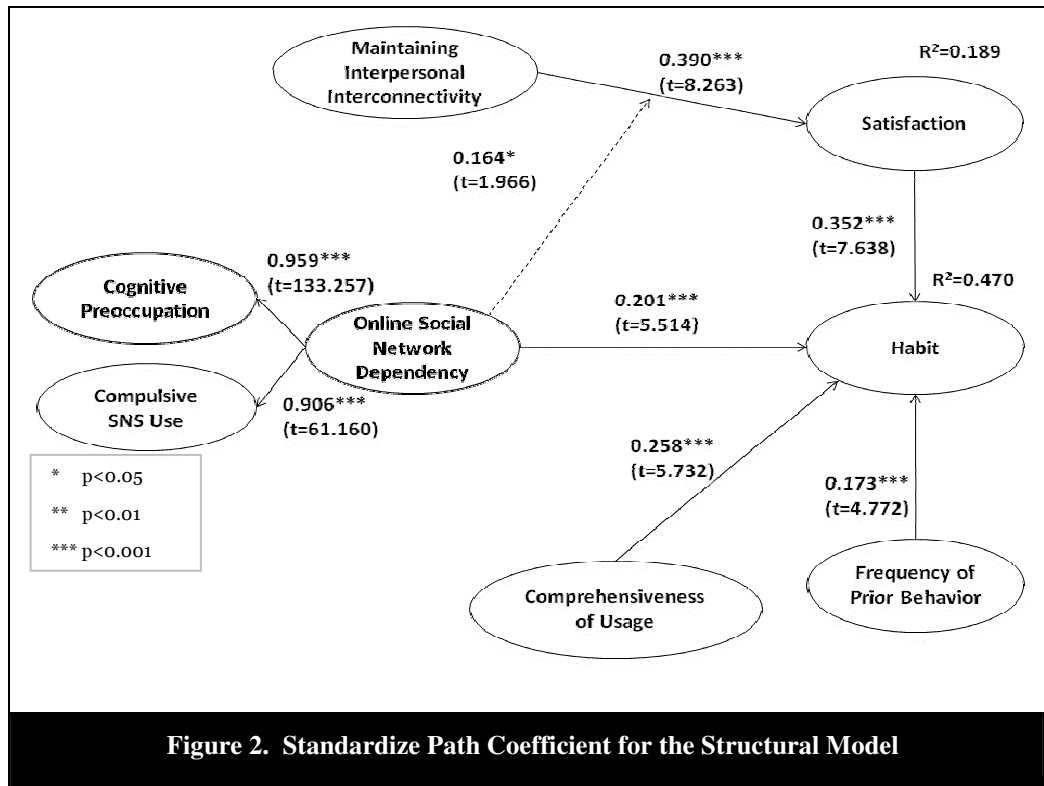 Maintaining
Interpersonal
Interconnectivity
0.390***
(t=8.263)
R²=0.189
Satisfaction
0.164*
(t=1.966)
0.352***
(t=7.638)
Cognitive
Preoccupation
0.959***
(t=133.257)
Online Social
Network
Dependency
0.201***
(t=5.514)
R²=0.470
Habit
Compulsive
SNS Use
0.906***
(t=61.160)
* p<0.05
** p<0.01
*** p<0.001
0.258***
(t=5.732)
0.173***
(t=4.772)
Comprehensiveness
of Usage
Frequency of
Prior Behavior
Figure 2. Standardize Path Coefficient for the Structural Model